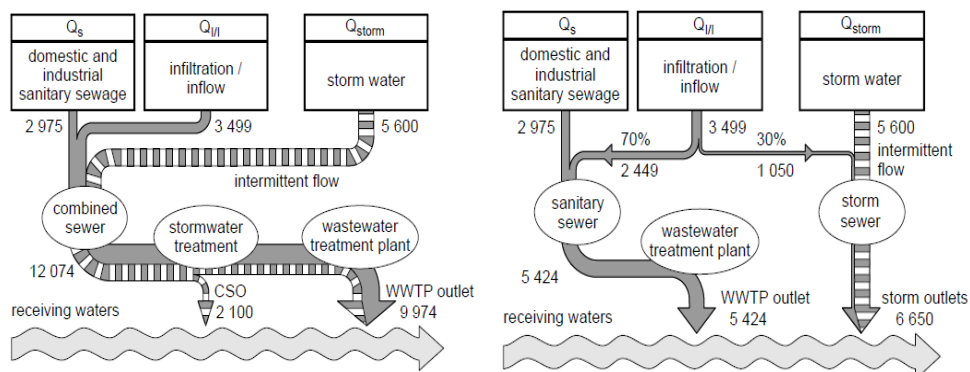 Qs
QI/I
Qstorm
domestic and
industrial
sanitary sewage
infiltration /
inflow
storm water
2 975
3 499
5 600
intermittent flow
combined
sewer
stormwater
treatment
wastewater
treatment plant
12 074
CSO
2 100
WWTP outlet
9 974
receiving waters
Qs
QI/I
Qstorm
domestic and
industrial
sanitary sewage
infiltration /
inflow
storm water
2 975
3 499
5 600
70%
30%
intermittent
flow
2 449
1 050
sanitary
sewer
wastewater
treatment plant
storm
sewer
5 424
WWTP outlet
5 424
storm outlets
6 650
receiving waters